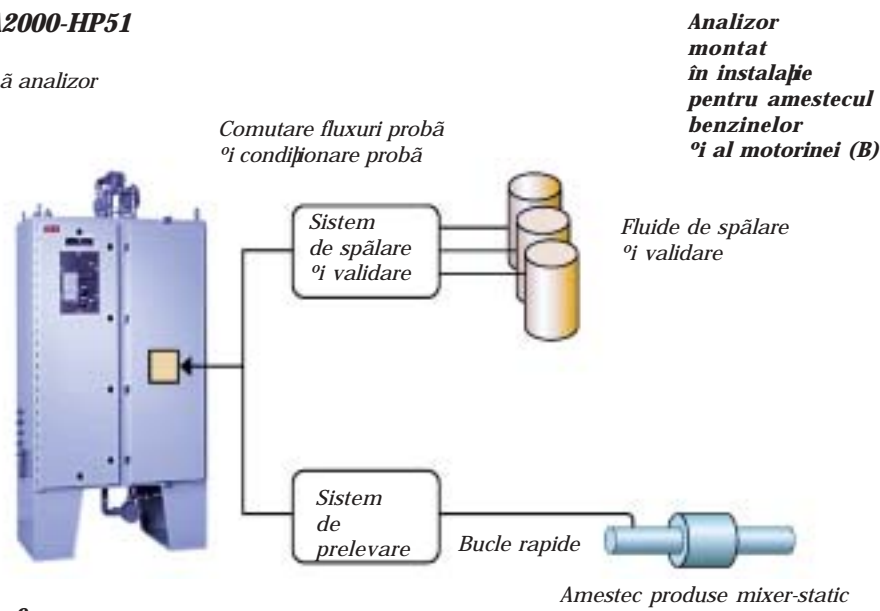 A2000-HP51
ã analizor
Analizor
montat
în instalaþie
pentru amestecul
benzinelor
ºi al motorinei (B)
Comutare fluxuri probã
ºi condiþionare probã
Sistem
de spãlare
ºi validare
Fluide de spãlare
ºi validare
Sistem
de
prelevare
Bucle rapide
Amestec produse mixer-static